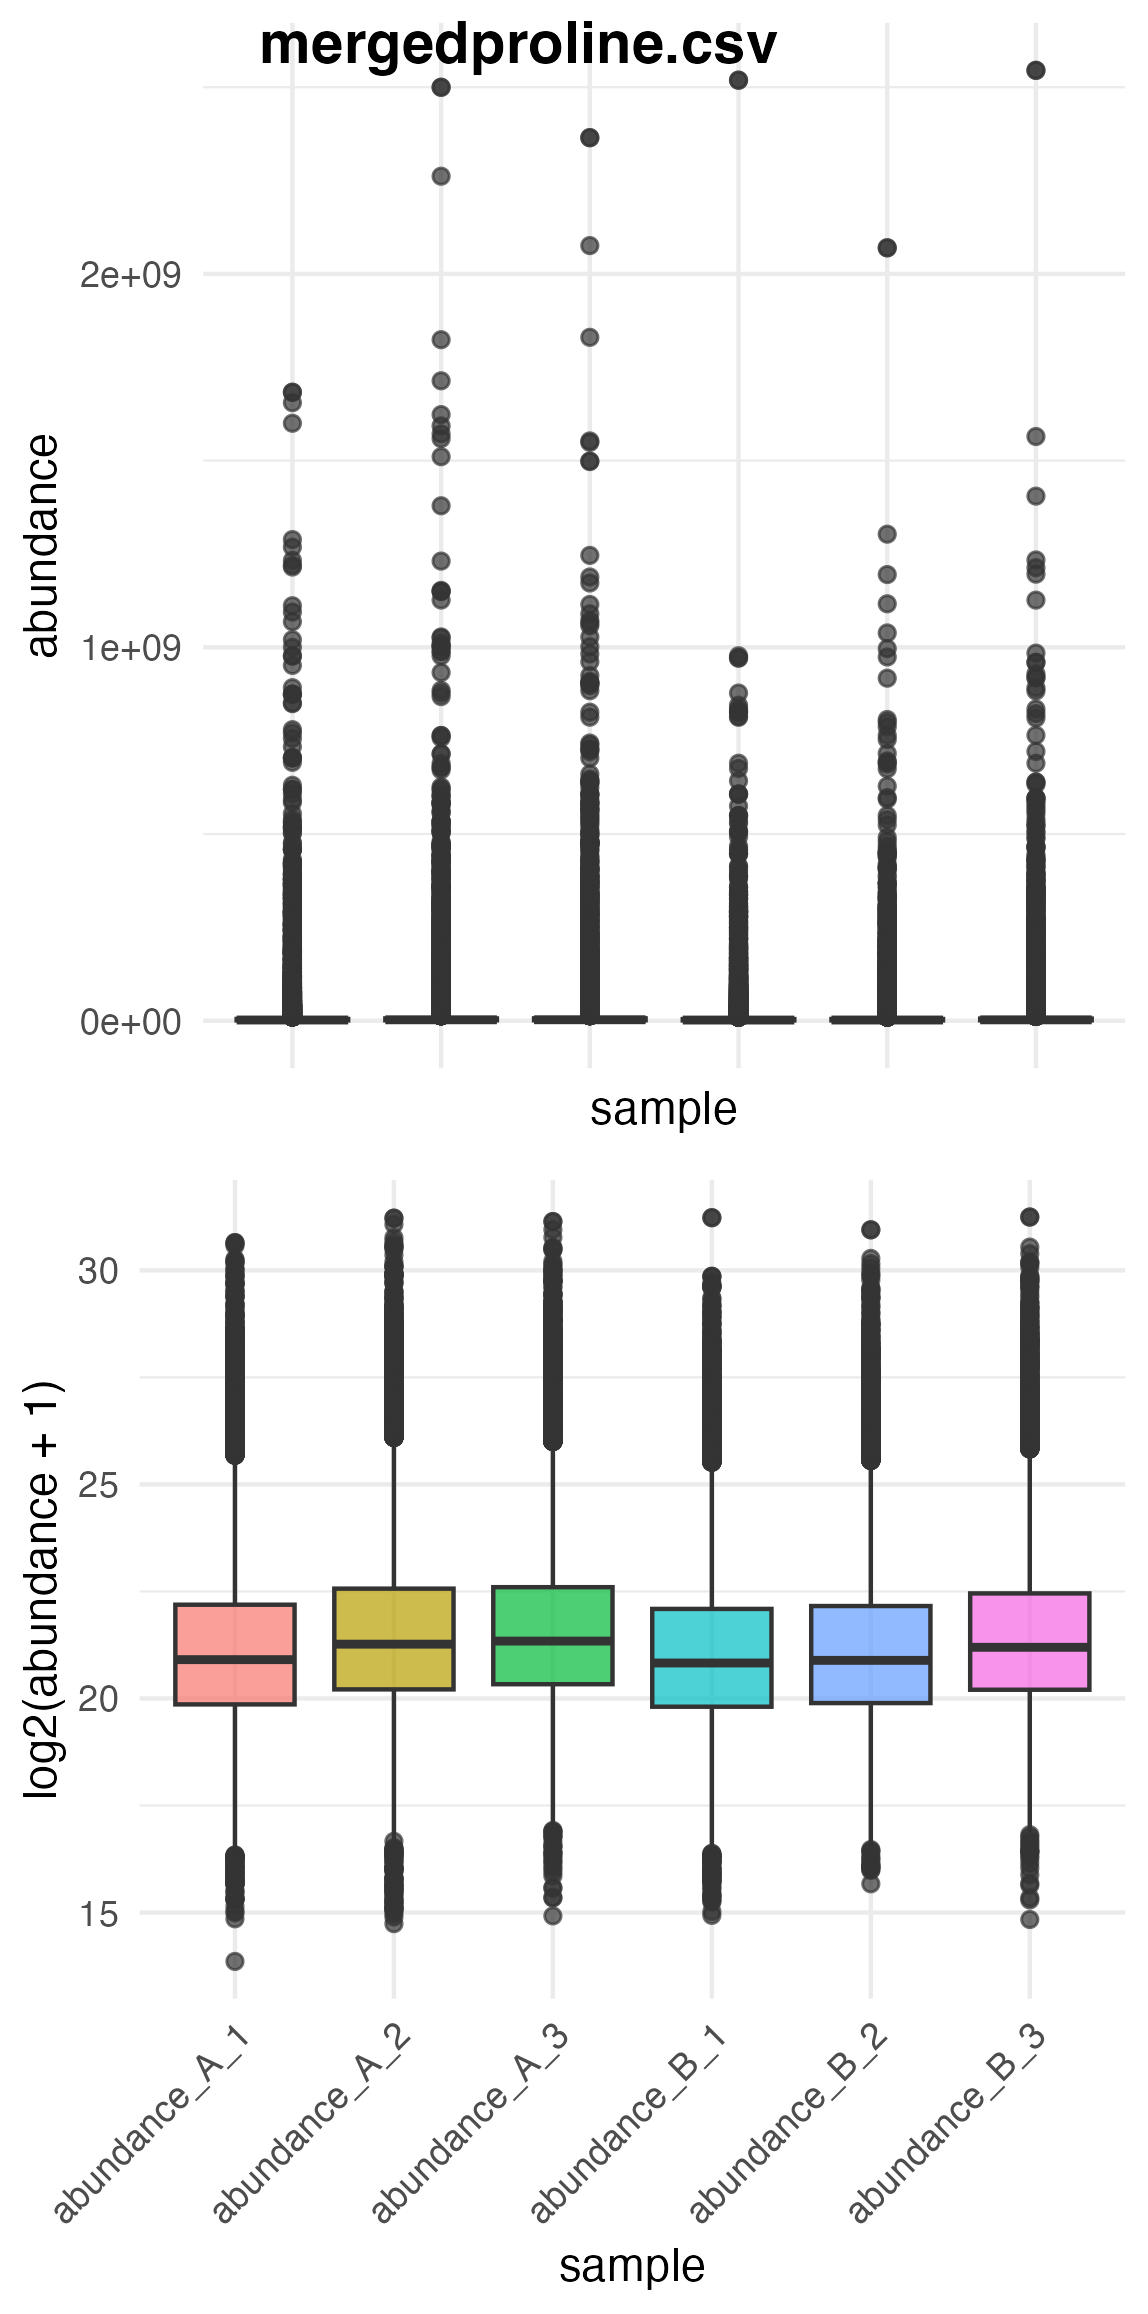 mergedproline.csv
abundance
2e+09
1e+09
0e+00
sample
log2(abundance + 1)
30
25
20
15
abundance_A_1
abundance_A_2
abundance_A_3
abundance_B_1
abundance_B_2
abundance_B_3
sample